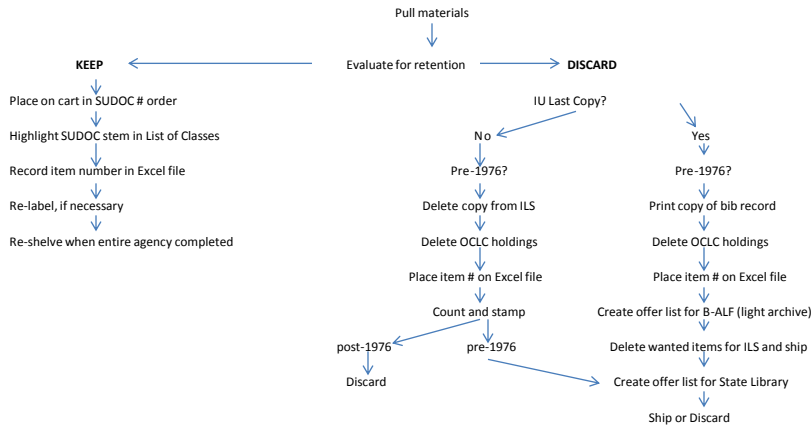 Pull materials
KEEP
Evaluate for retention
DISCARD
Place on cart in SUDOC # order
IU Last Copy?
Highlight SUDOC stem in List of Classes
No
Yes
Record item number in Excel file
Pre-1976?
Pre-1976?
Re-label, if necessary
Delete copy from ILS
Print copy of bib record
Re-shelve when entire agency completed
Delete OCLC holdings
Delete OCLC holdings
Place item # on Excel file
Place item # on Excel file
Count and stamp
Create offer list for B-ALF (light archive)
post-1976
pre-1976
Delete wanted items for ILS and ship
Discard
Create offer list for State Library
Ship or Discard